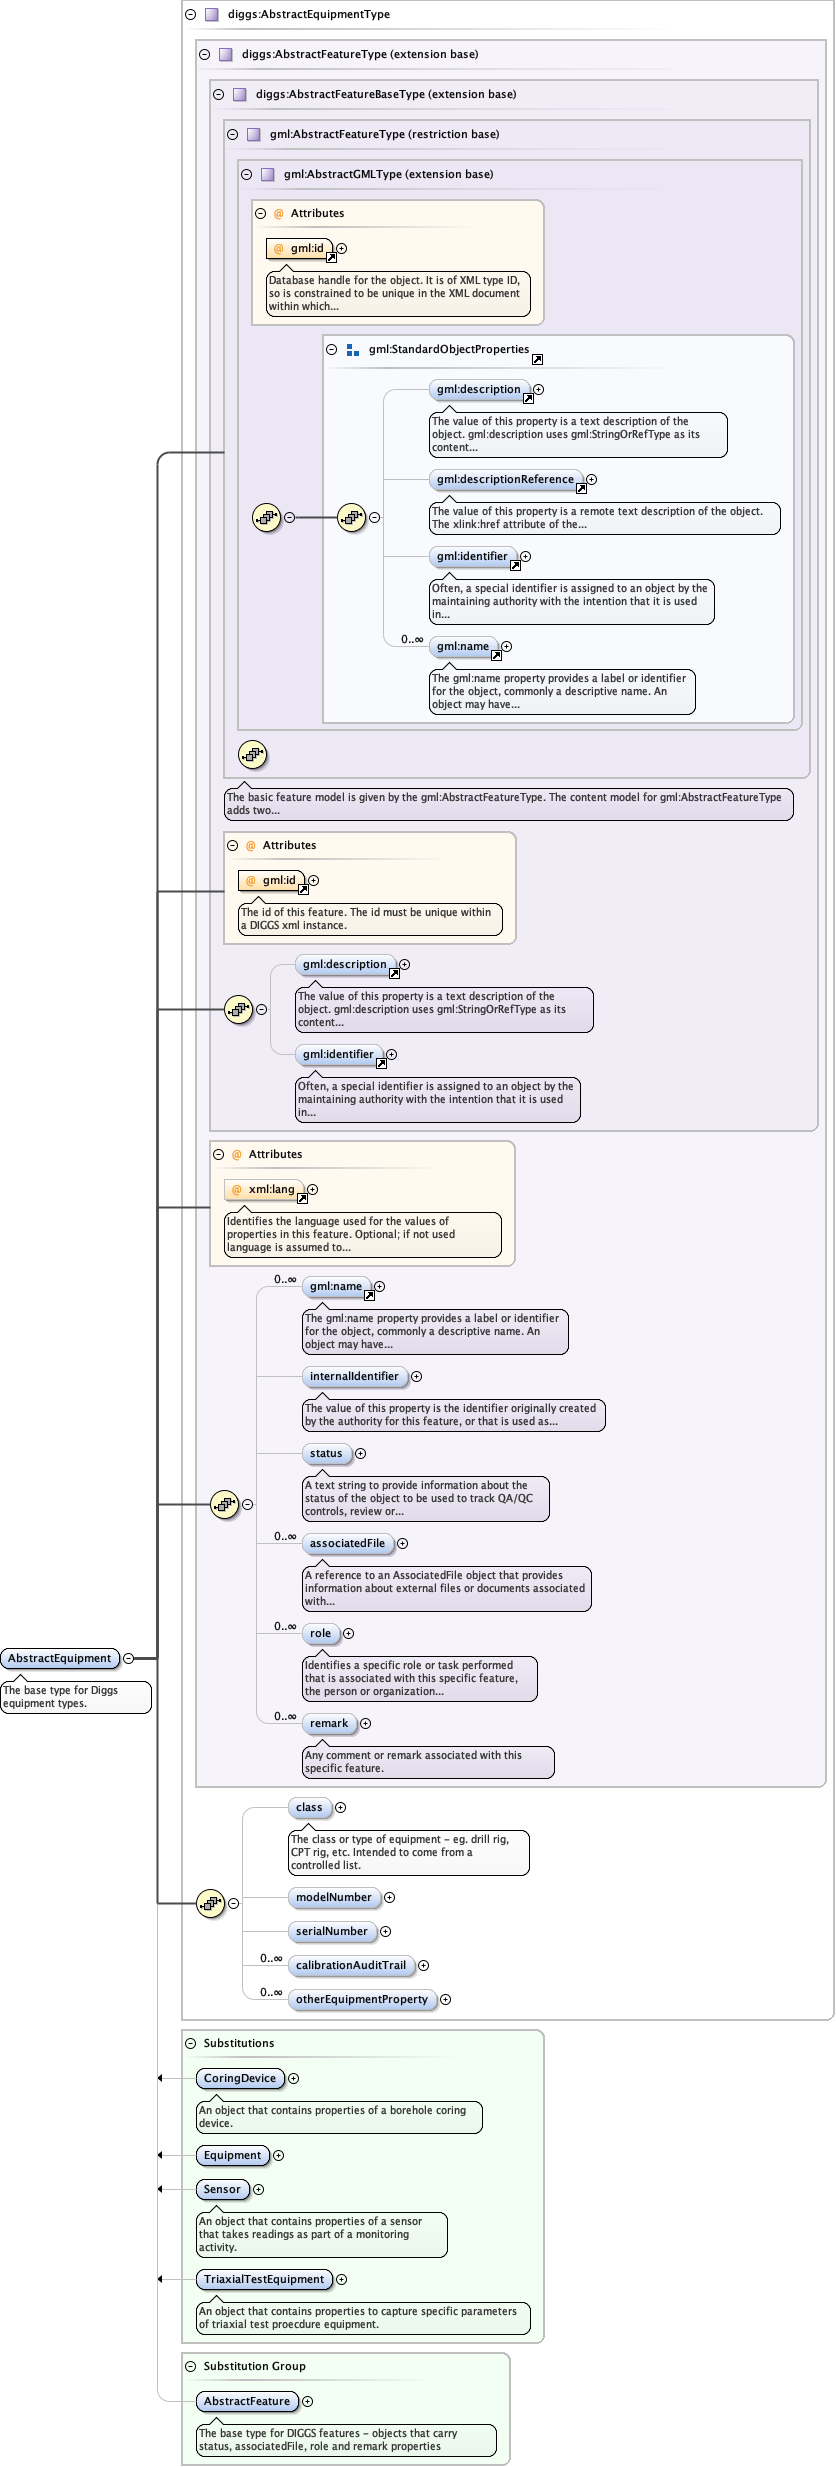 diggs:AbstractEquipmentType
diggs:AbstractFeatureType (extension base)
diggs:AbstractFeatureBaseType (extension base)
gml:AbstractFeatureType (restriction base)
gml:AbstractGMLType (extension base)
@ Attributes
@ gml:id
Database handle for the object. It is of XML type ID,
so is constrained to be unique in the XML document
within which...
gml:StandardObjectProperties
gml:description
The value of this property is a text description of the
object. gml:description uses gml:StringOrRefType as its
content...
gml:descriptionReference
The value of this property is a remote text description of the object.
The xlink:href attribute of the...
gml:identifier
Often, a special identifier is assigned to an object by the
maintaining authority with the intention that it is used
in...
0..∞
gml:name
The gml:name property provides a label or identifier
for the object, commonly a descriptive name. An
object may have...
The basic feature model is given by the gml:AbstractFeatureType. The content model for gml:AbstractFeatureType
adds two...
@ Attributes
@ gml:id
The id of this feature. The id must be unique within
a DIGGS xml instance.
gml:description
The value of this property is a text description of the
object. gml:description uses gml:StringOrRefType as its
content...
gml:identifier
Often, a special identifier is assigned to an object by the
maintaining authority with the intention that it is used
in...
@ Attributes
@ xml:lang
Identifies the language used for the values of
properties in this feature. Optional; if not used
language is assumed to...
0..∞
gml:name
The gml:name property provides a label or identifier
for the object, commonly a descriptive name. An
object may have...
internalIdentifier
The value of this property is the identifier originally created
by the authority for this feature, or that is used as...
status
A text string to provide information about the
status of the object to be used to track QA/QC
controls, review or...
0..∞
associatedFile
A reference to an AssociatedFile object that provides
information about external files or documents associated
with...
0..∞
role
Identifies a specific role or task performed
that is associated with this specific feature,
the person or organization...
0..∞
remark
Any comment or remark associated with this
specific feature.
AbstractEquipment
The base type for Diggs
equipment types.
class
The class or type of equipment - eg. drill rig,
CPT rig, etc. Intended to come from a
controlled list.
modelNumber
serialNumber
0..∞
calibrationAuditTrail
0..∞
otherEquipmentProperty
Substitutions
CoringDevice
An object that contains properties of a borehole coring
device.
Equipment
Sensor
An object that contains properties of a sensor
that takes readings as part of a monitoring
activity.
TriaxialTestEquipment
An object that contains properties to capture specific parameters
of triaxial test proecdure equipment.
Substitution Group
AbstractFeature
The base type for DIGGS features - objects that carry
status, associatedFile, role and remark properties